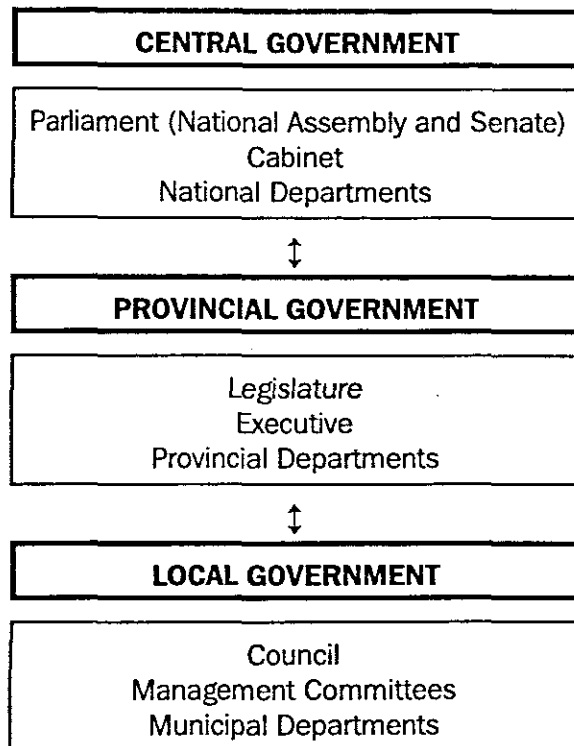 CENTRAL GOVERNMENT
Parliament (National Assembly and Senate)
Cabinet
National Departments
↕
PROVINCIAL GOVERNMENT
Legislature
Executive
Provincial Departments
↕
LOCAL GOVERNMENT
Council
Management Committees
Municipal Departments